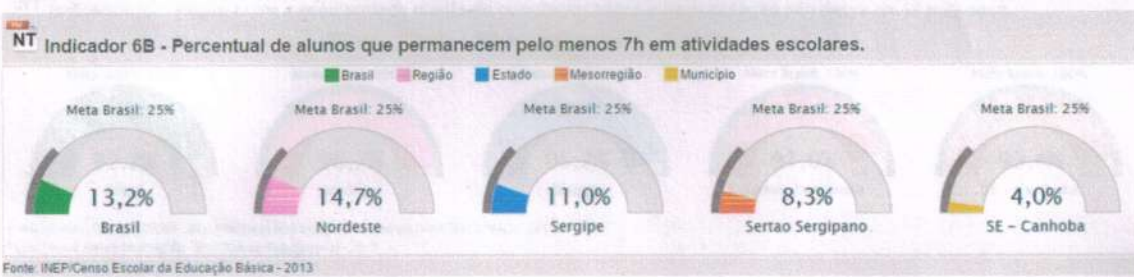 NT Indicador 6B - Percentual de alunos que permanecem pelo menos 7h em atividades escolares.
Brasil Região Estado Mesorregião Município
Meta Brasil: 25% Meta Brasil: 25% Meta Brasil: 25% Meta Brasil: 25% Meta Brasil: 25%
13,2% 14,7% 11,0% 8,3% 4,0%
Brasil Nordeste Sergipe Sertao Sergipano SE - Canhoba
Fonte: INEP/Censo Escolar da Educação Básica - 2013